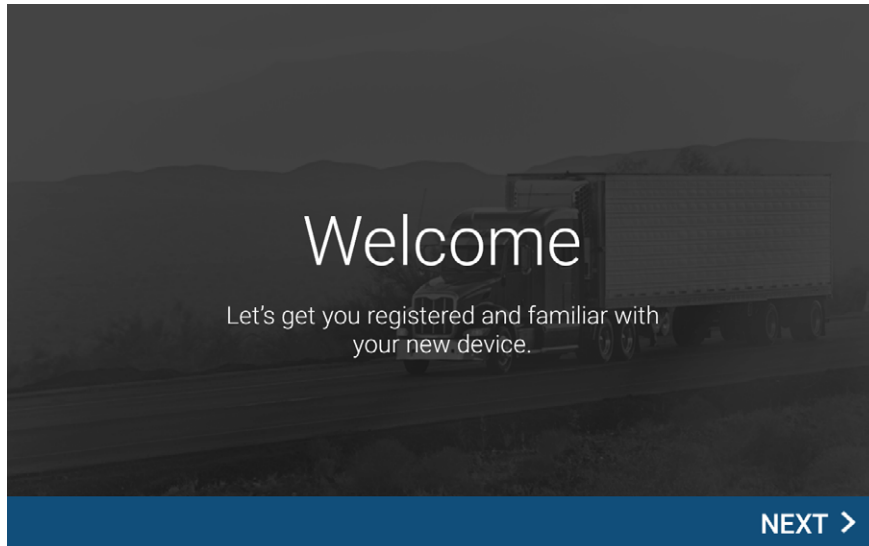 Welcome
Let's get you registered and familiar with
your new device.
NEXT >